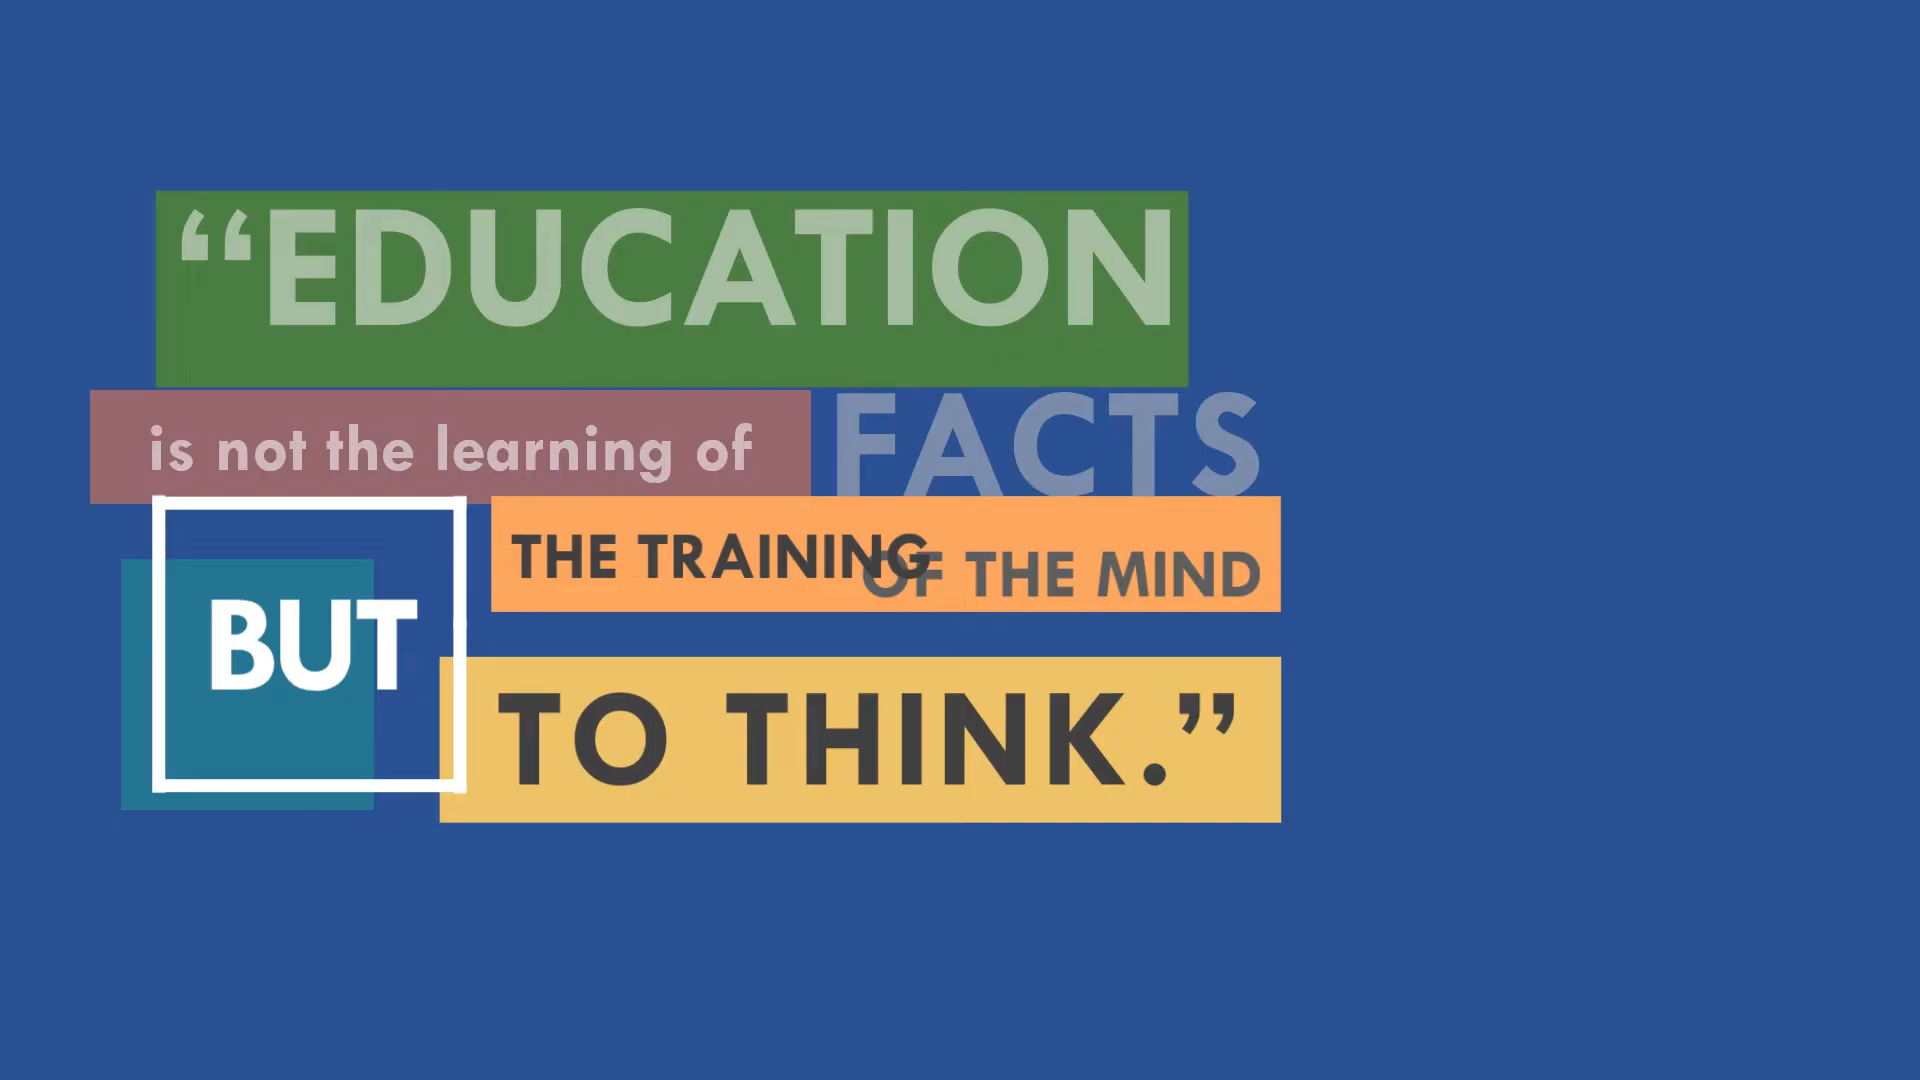 “EDUCATION
is not the learning of FACTS
BUT THE TRAINING OF THE MIND
TO THINK.”